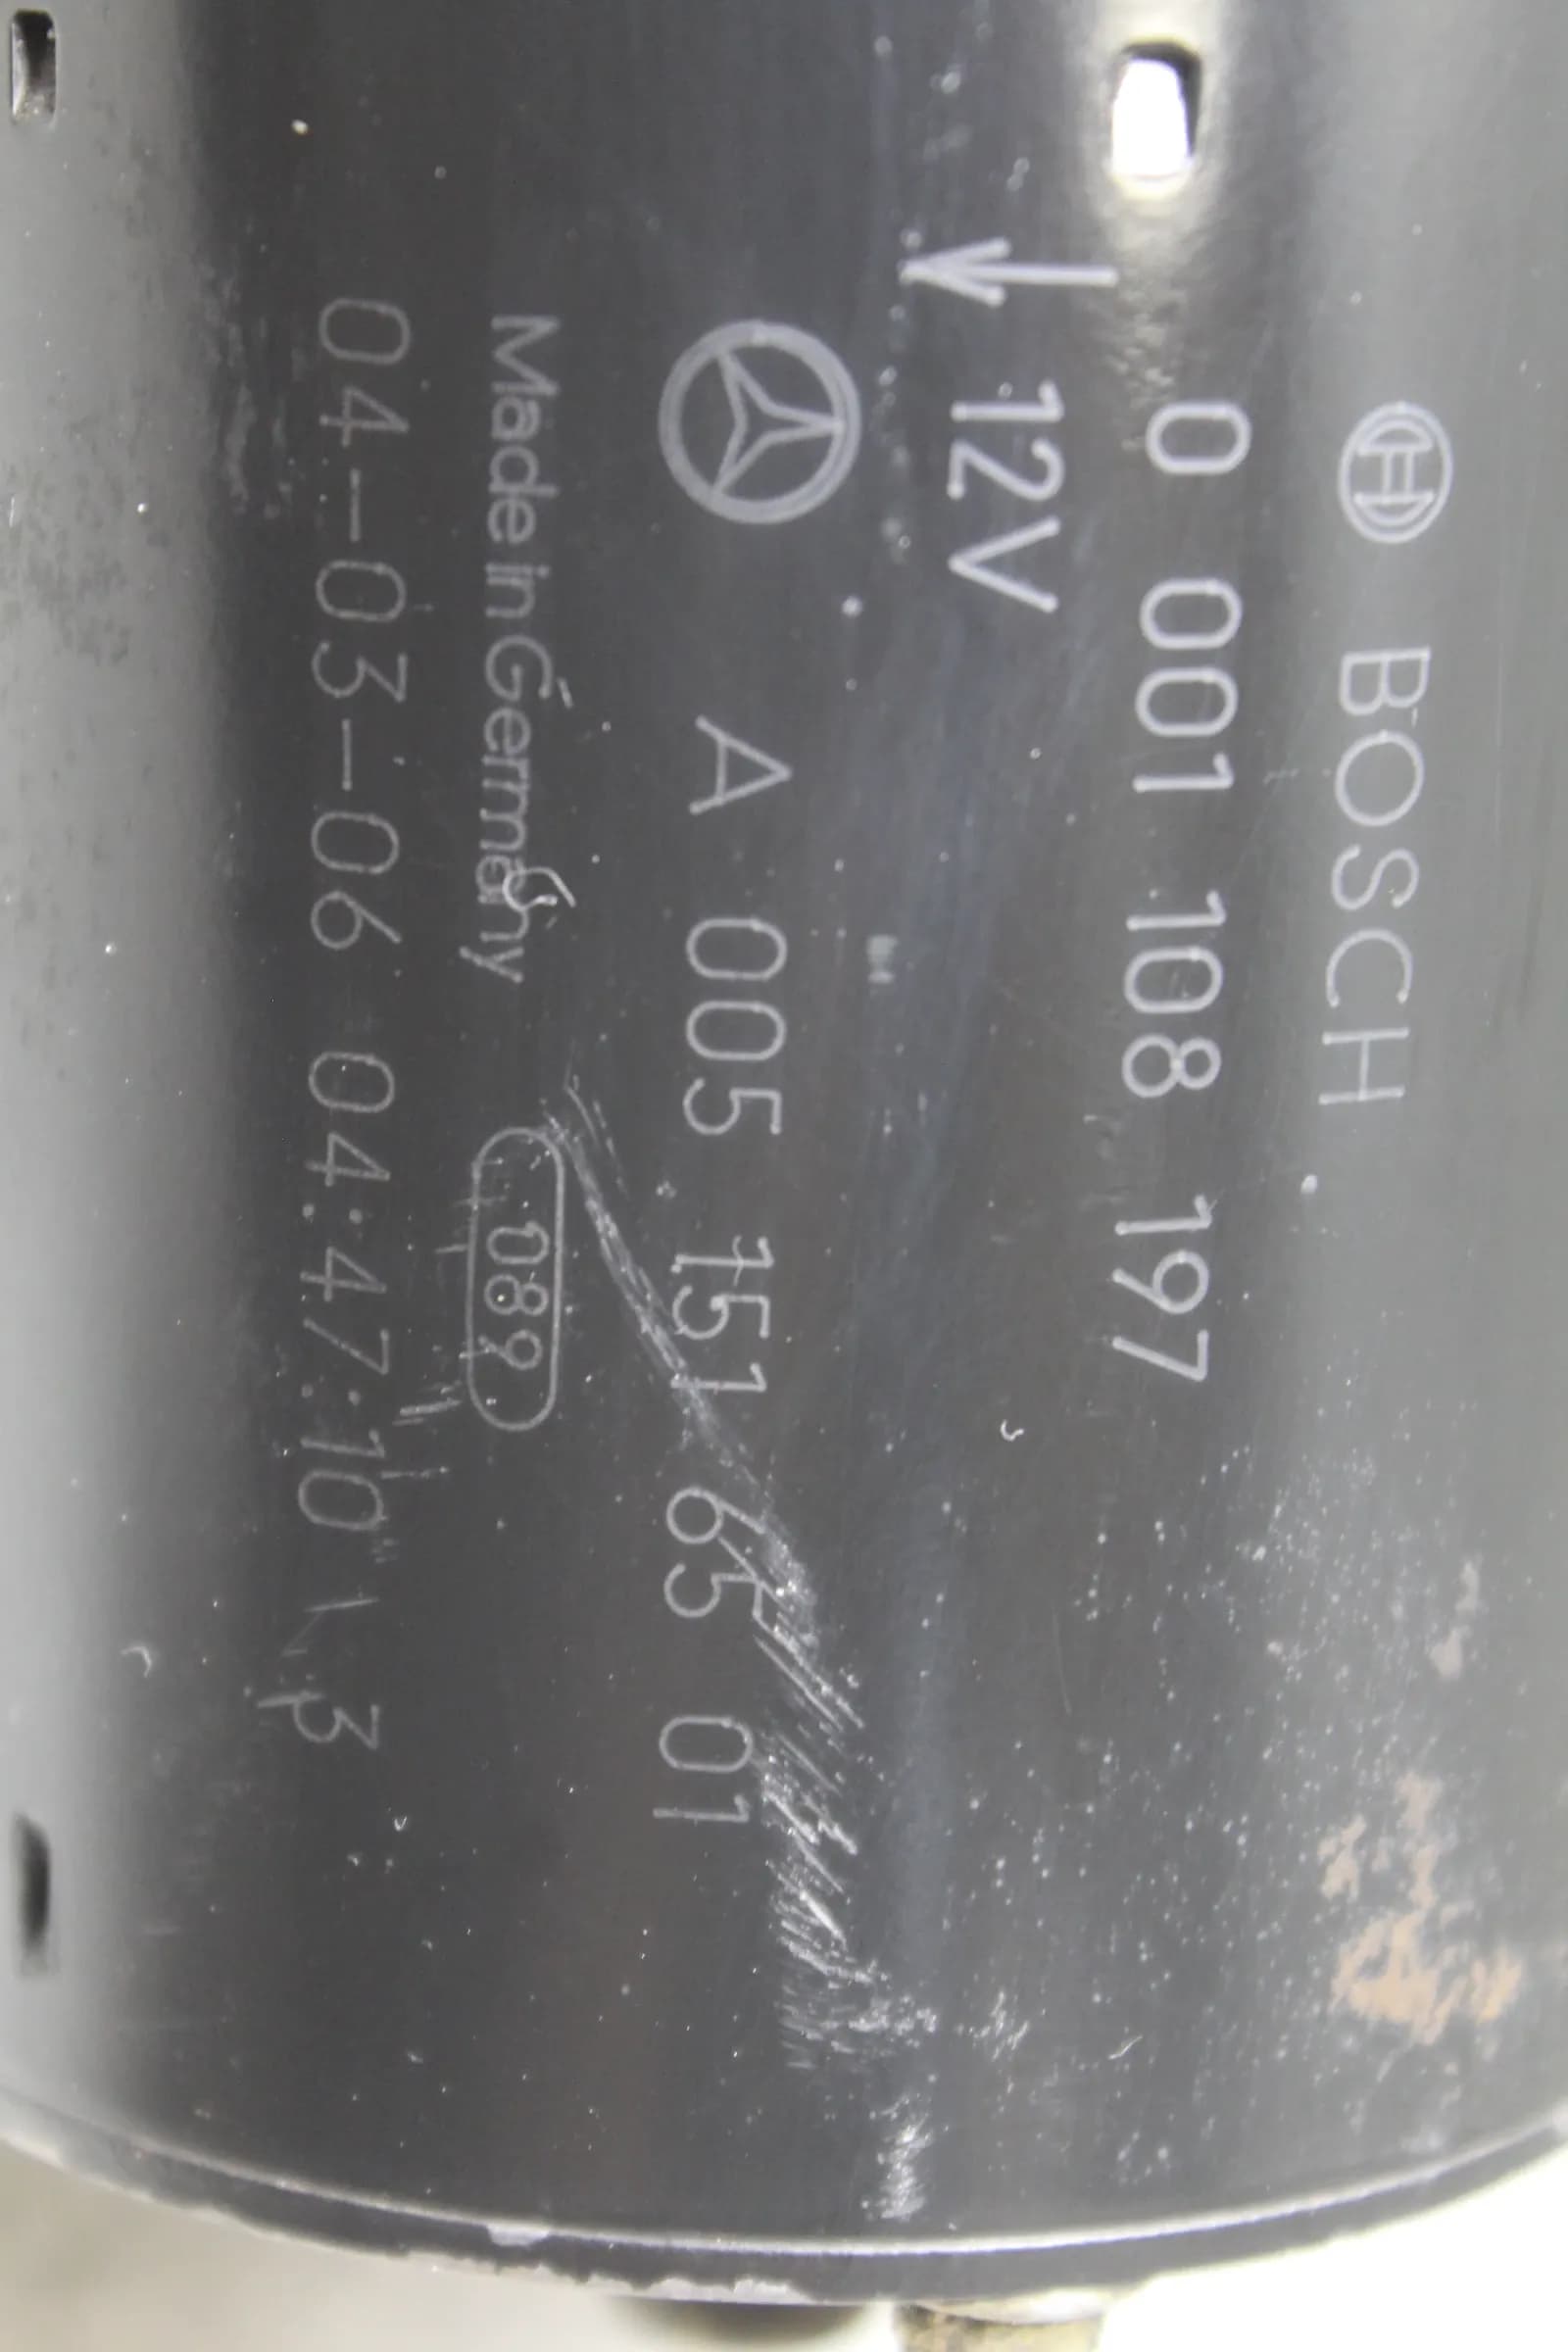 BOSCH
0 001 108 197
12V
A 005 151 65 01
Made in Germany 089
04-03-06 04:47:10